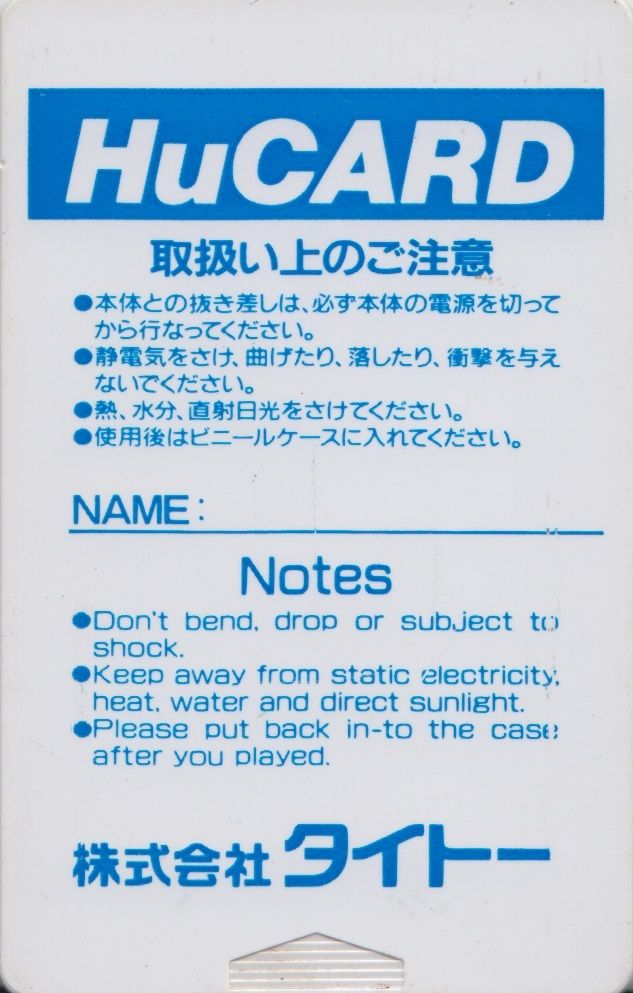 HuCARD
取扱い上のご注意
●本体との抜き差しは、必ず本体の電源を切って
から行なってください。
●静電気をさけ、曲げたり、落したり、衝撃を与え
ないでください。
●熱、水分、直射日光をさけてください。
●使用後はビニールケースに入れてください。
NAME:
Notes
●Don't bend, drop or subject to
shock.
●Keep away from static electricity,
heat, water and direct sunlight.
●Please put back in-to the case
after you played.
株式会社タイトー